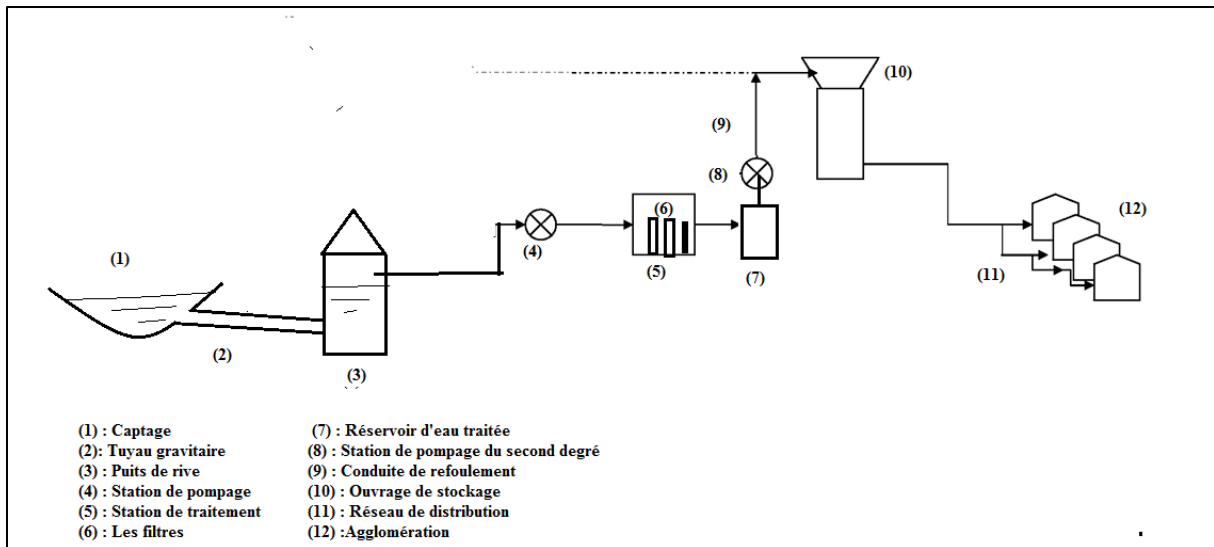 (10)
(9)
(8)
(6)
(12)
(1)
(4)
(5)
(7)
(11)
(2)
(3)
(1) : Captage
(2): Tuyau gravitaire
(3) : Puits de rive
(4) : Station de pompage
(5) : Station de traitement
(6) : Les filtres
(7) : Réservoir d'eau traitée
(8) : Station de pompage du second degré
(9) : Conduite de refoulement
(10) : Ouvrage de stockage
(11) : Réseau de distribution
(12) :Agglomération